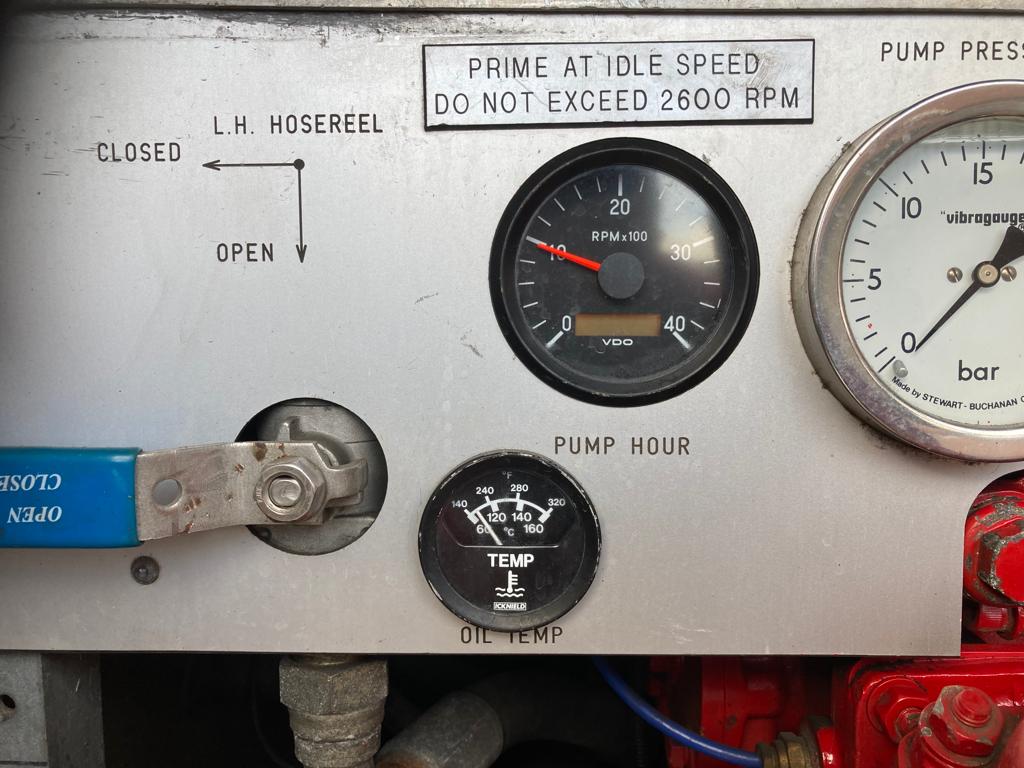 PRIME AT IDLE SPEED
DO NOT EXCEED 2600 RPM
PUMP PRESS
L.H. HOSEREEL
CLOSED
OPEN
20
RPMx100
10
30
0
40
VDO
15
10
"vibragauge
5
0
bar
Made by STEWART-BUCHANAN
PUMP HOUR
°F
240 280
140 320
120 140
60 °C 160
TEMP
ICKNIELD
OIL TEMP
OPEN
CLOSE